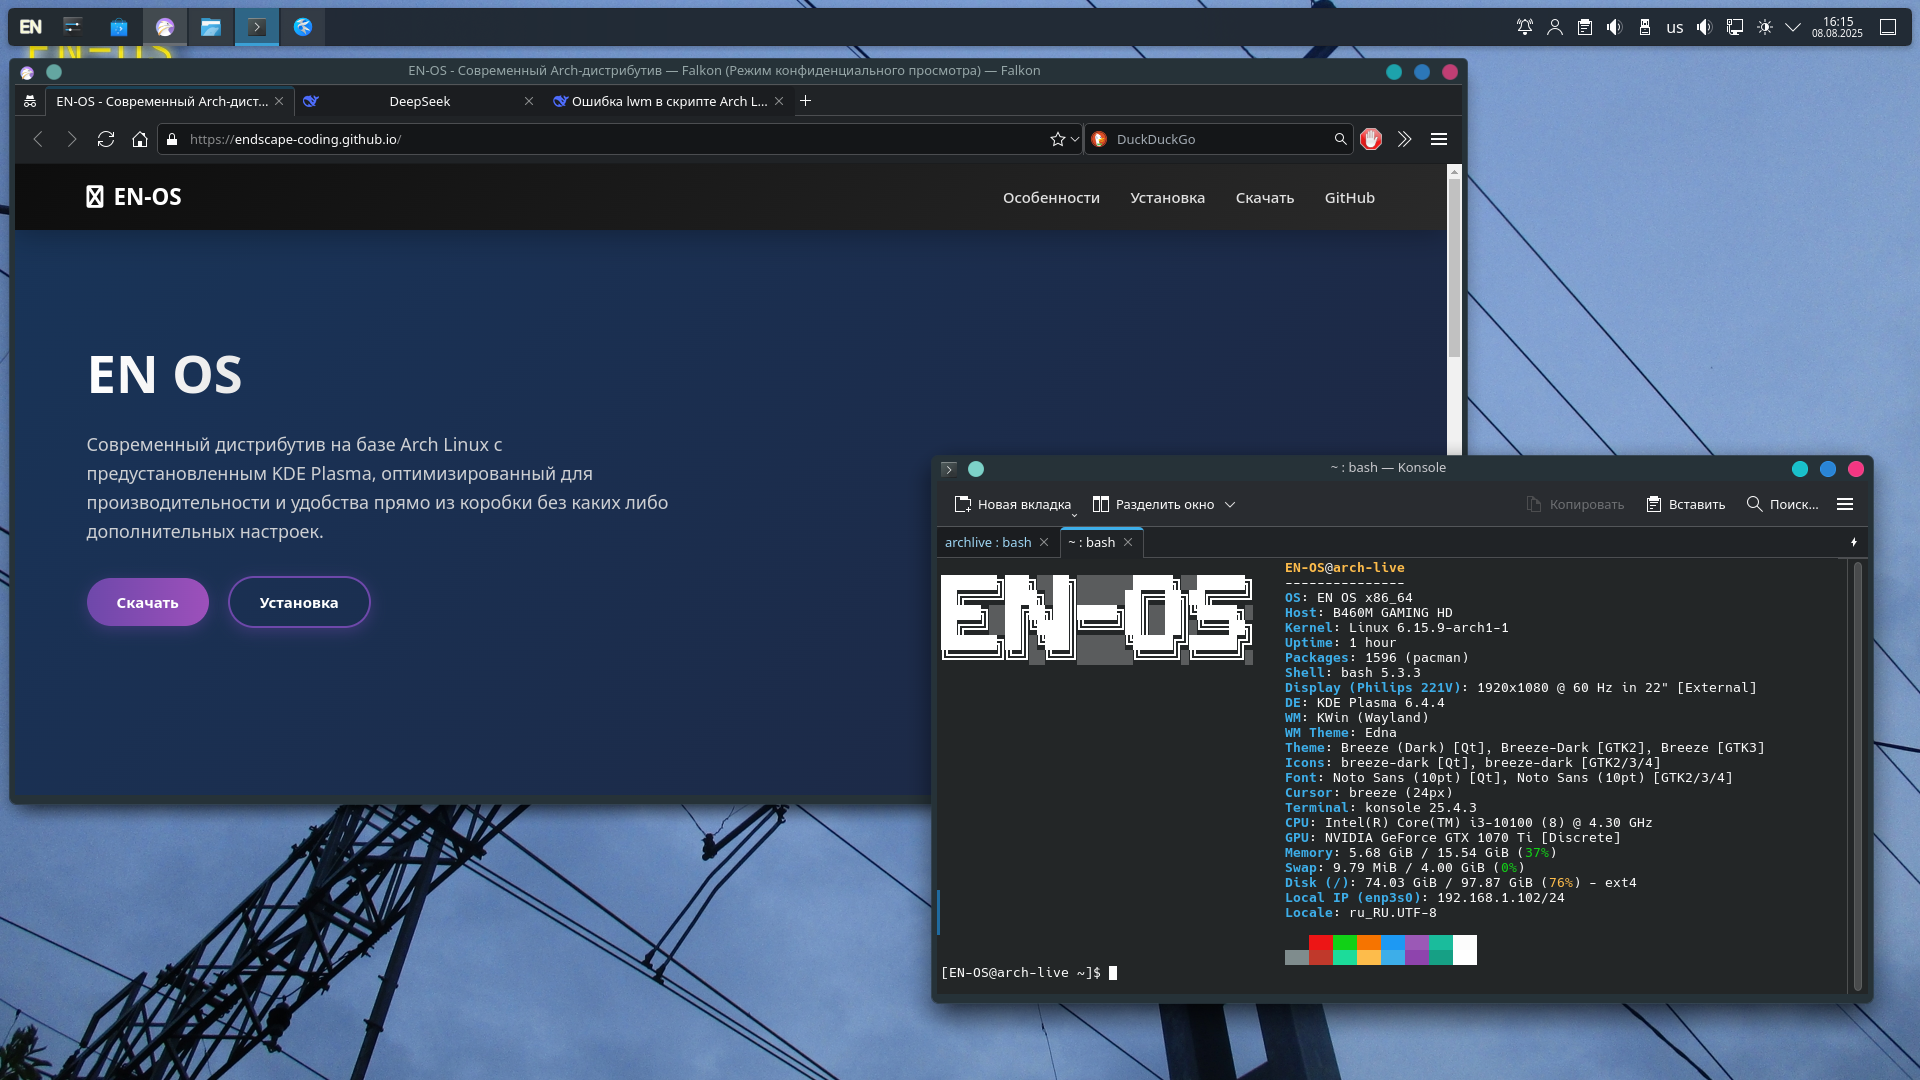 EN
us
16:15
08.08.2025
EN-OS
EN-OS - Современный Arch-дистрибутив — Falkon (Режим конфиденциального просмотра) — Falkon
EN-OS - Современный Arch-дист...
DeepSeek
Ошибка lwm в скрипте Arch L...
https://endscape-coding.github.io/
DuckDuckGo
EN-OS
Особенности
Установка
Скачать
GitHub
EN OS
Современный дистрибутив на базе Arch Linux с
предустановленным KDE Plasma, оптимизированный для
производительности и удобства прямо из коробки без каких либо
дополнительных настроек.
Скачать
Установка
~ : bash — Konsole
Новая вкладка
Разделить окно
Копировать
Вставить
Поиск...
archlive : bash
~ : bash
EN-OS
EN-OS@arch-live
---------------
OS: EN OS x86_64
Host: B460M GAMING HD
Kernel: Linux 6.15.9-arch1-1
Uptime: 1 hour
Packages: 1596 (pacman)
Shell: bash 5.3.3
Display (Philips 221V): 1920x1080 @ 60 Hz in 22" [External]
DE: KDE Plasma 6.4.4
WM: KWin (Wayland)
WM Theme: Edna
Theme: Breeze (Dark) [Qt], Breeze-Dark [GTK2], Breeze [GTK3]
Icons: breeze-dark [Qt], breeze-dark [GTK2/3/4]
Font: Noto Sans (10pt) [Qt], Noto Sans (10pt) [GTK2/3/4]
Cursor: breeze (24px)
Terminal: konsole 25.4.3
CPU: Intel(R) Core(TM) i3-10100 (8) @ 4.30 GHz
GPU: NVIDIA GeForce GTX 1070 Ti [Discrete]
Memory: 5.68 GiB / 15.54 GiB (37%)
Swap: 9.79 MiB / 4.00 GiB (0%)
Disk (/): 74.03 GiB / 97.87 GiB (76%) - ext4
Local IP (enp3s0): 192.168.1.102/24
Locale: ru_RU.UTF-8
[EN-OS@arch-live ~]$